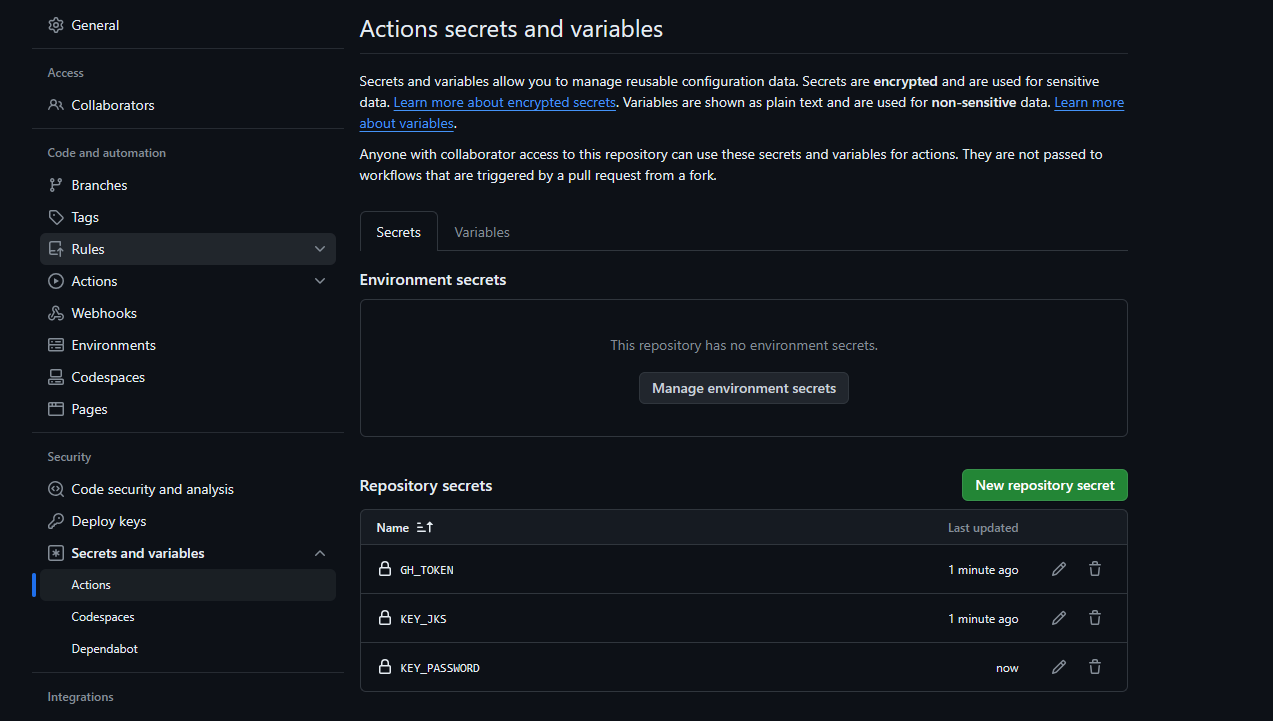 General
Access
Collaborators
Code and automation
Branches
Tags
Rules
Actions
Webhooks
Environments
Codespaces
Pages
Security
Code security and analysis
Deploy keys
Secrets and variables
Actions
Codespaces
Dependabot
Integrations
Actions secrets and variables
Secrets and variables allow you to manage reusable configuration data. Secrets are encrypted and are used for sensitive
data. Learn more about encrypted secrets. Variables are shown as plain text and are used for non-sensitive data. Learn more
about variables.
Anyone with collaborator access to this repository can use these secrets and variables for actions. They are not passed to
workflows that are triggered by a pull request from a fork.
Secrets Variables
Environment secrets
This repository has no environment secrets.
Manage environment secrets
Repository secrets New repository secret
Name Last updated
GH_TOKEN 1 minute ago
KEY_JKS 1 minute ago
KEY_PASSWORD now